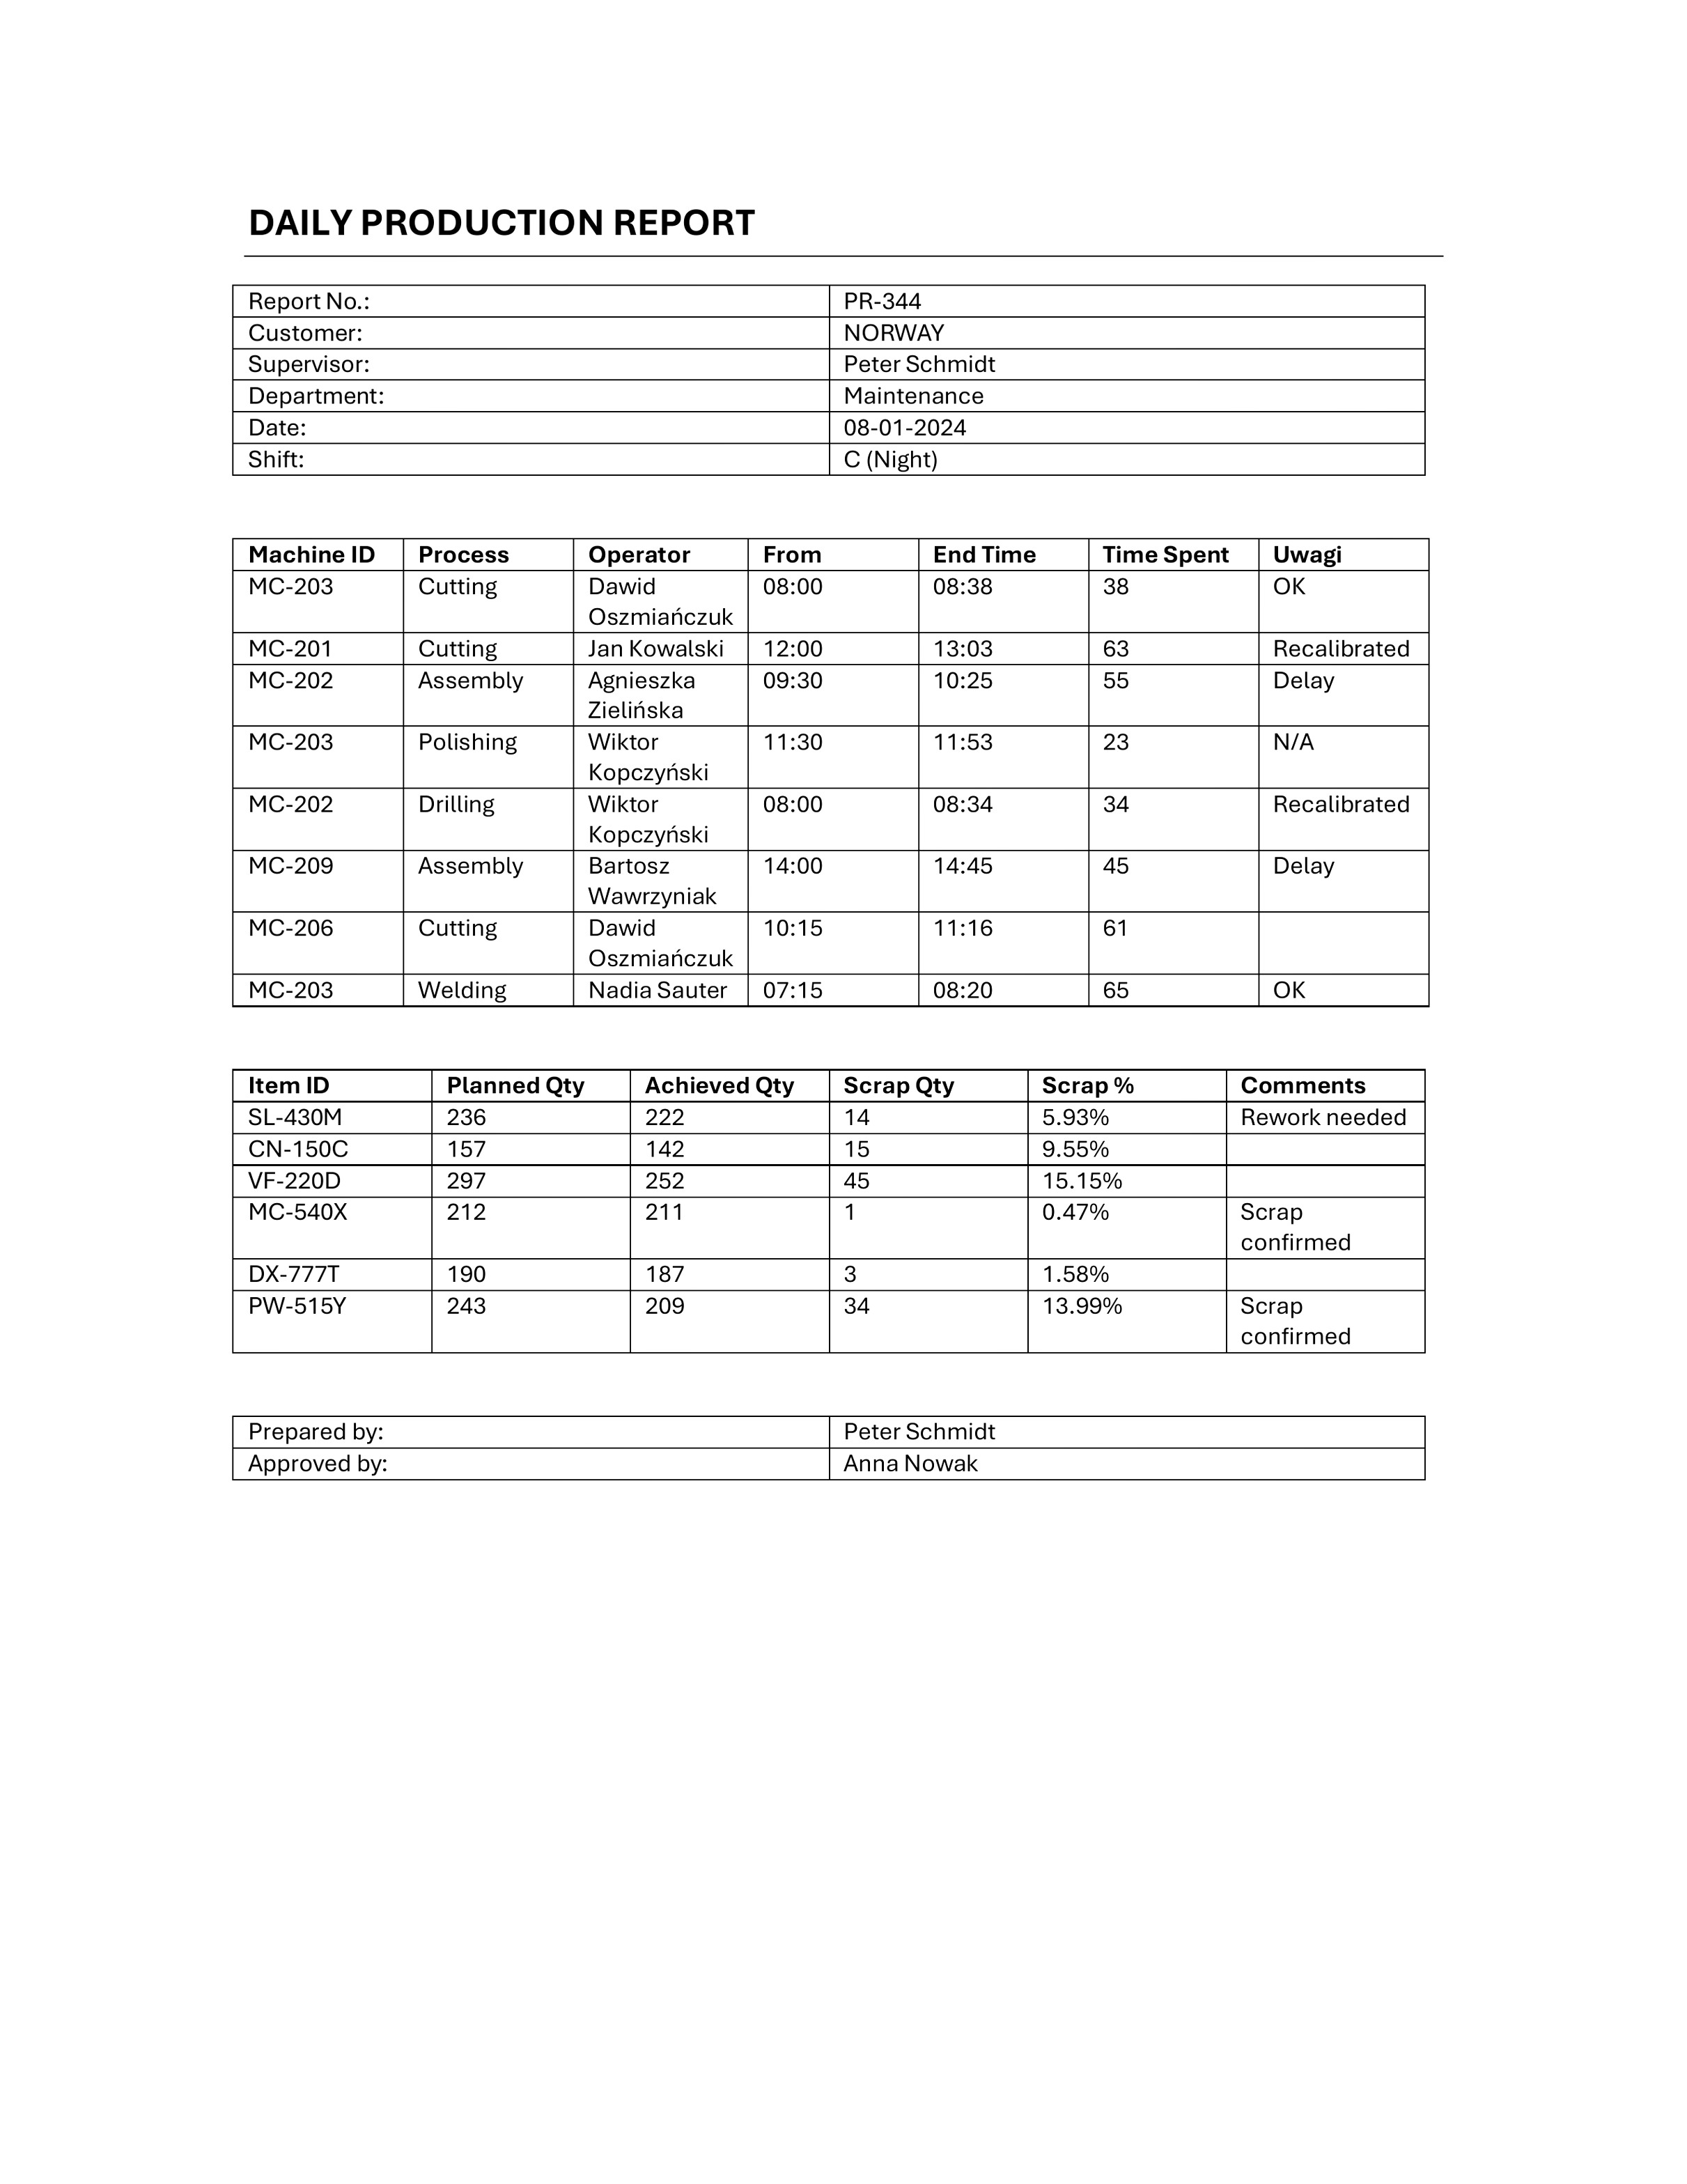 DAILY PRODUCTION REPORT
Report No.: PR-344
Customer: NORWAY
Supervisor: Peter Schmidt
Department: Maintenance
Date: 08-01-2024
Shift: C (Night)
Machine ID Process Operator From End Time Time Spent Uwagi
MC-203 Cutting Dawid 08:00 08:38 38 OK
Oszmiańczuk
MC-201 Cutting Jan Kowalski 12:00 13:03 63 Recalibrated
MC-202 Assembly Agnieszka 09:30 10:25 55 Delay
Zielińska
MC-203 Polishing Wiktor 11:30 11:53 23 N/A
Kopczyński
MC-202 Drilling Wiktor 08:00 08:34 34 Recalibrated
Kopczyński
MC-209 Assembly Bartosz 14:00 14:45 45 Delay
Wawrzyniak
MC-206 Cutting Dawid 10:15 11:16 61
Oszmiańczuk
MC-203 Welding Nadia Sauter 07:15 08:20 65 OK
Item ID Planned Qty Achieved Qty Scrap Qty Scrap % Comments
SL-430M 236 222 14 5.93% Rework needed
CN-150C 157 142 15 9.55%
VF-220D 297 252 45 15.15%
MC-540X 212 211 1 0.47% Scrap
confirmed
DX-777T 190 187 3 1.58%
PW-515Y 243 209 34 13.99% Scrap
confirmed
Prepared by: Peter Schmidt
Approved by: Anna Nowak